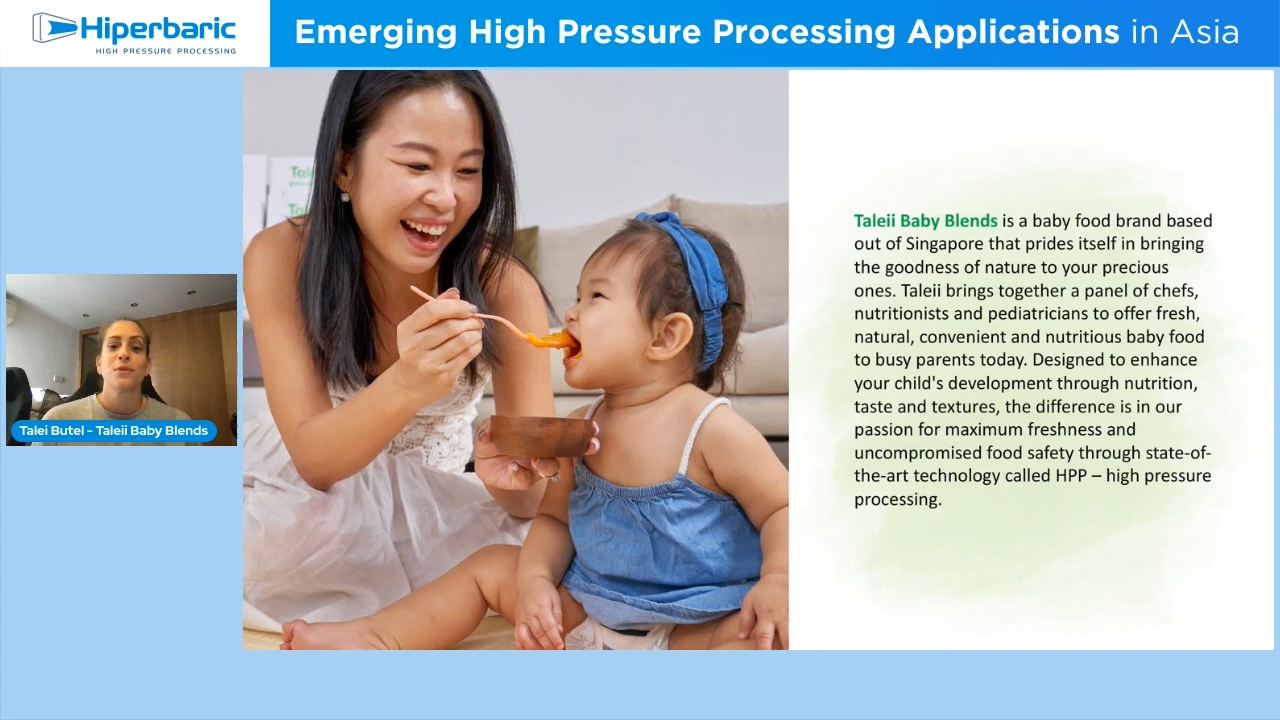 Hiperbaric
HIGH PRESSURE PROCESSING
Emerging High Pressure Processing Applications in Asia
Taleii Baby Blends is a baby food brand based
out of Singapore that prides itself in bringing
the goodness of nature to your precious
ones. Taleii brings together a panel of chefs,
nutritionists and pediatricians to offer fresh,
natural, convenient and nutritious baby food
to busy parents today. Designed to enhance
your child's development through nutrition,
taste and textures, the difference is in our
passion for maximum freshness and
uncompromised food safety through state-of-
the-art technology called HPP – high pressure
processing.
Talei Butel - Taleii Baby Blends